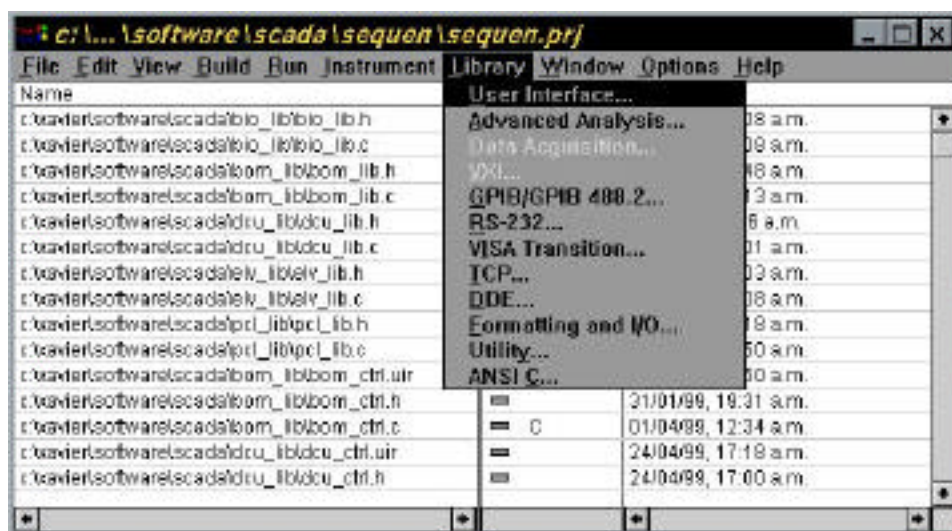 c:\... \software\scada\sequen\sequen.prj
File Edit View Build Run Instrument Library Window Options Help
Name
User Interface...
c:\xavier\software\scada\bio_lib\bio_lib.h
Advanced Analysis...
08 a.m.
c:\xavier\software\scada\bio_lib\bio_lib.c
Data Acquisition...
c:\xavier\software\scada\bom_lib\bom_lib.h
VXI...
c:\xavier\software\scada\bom_lib\bom_lib.c
GPIB/GPIB 488.2...
c:\xavier\software\scada\dcu_lib\dcu_lib.h
RS-232...
c:\xavier\software\scada\dcu_lib\dcu_lib.c
VISA Transition...
c:\xavier\software\scada\elv_lib\elv_lib.h
TCP...
c:\xavier\software\scada\elv_lib\elv_lib.c
DDE...
c:\xavier\software\scada\pcl_lib\pcl_lib.h
Formatting and I/O...
c:\xavier\software\scada\pcl_lib\pcl_lib.c
Utility...
c:\xavier\software\scada\bom_lib\bom_ctrl.uir
ANSI C...
c:\xavier\software\scada\bom_lib\bom_ctrl.h
31/01/99, 19:31 a.m.
c:\xavier\software\scada\bom_lib\bom_ctrl.c
C
01/04/99, 12:34 a.m.
c:\xavier\software\scada\dcu_lib\dcu_ctrl.uir
24/04/99, 17:18 a.m.
c:\xavier\software\scada\dcu_lib\dcu_ctrl.h
24/04/99, 17:00 a.m.